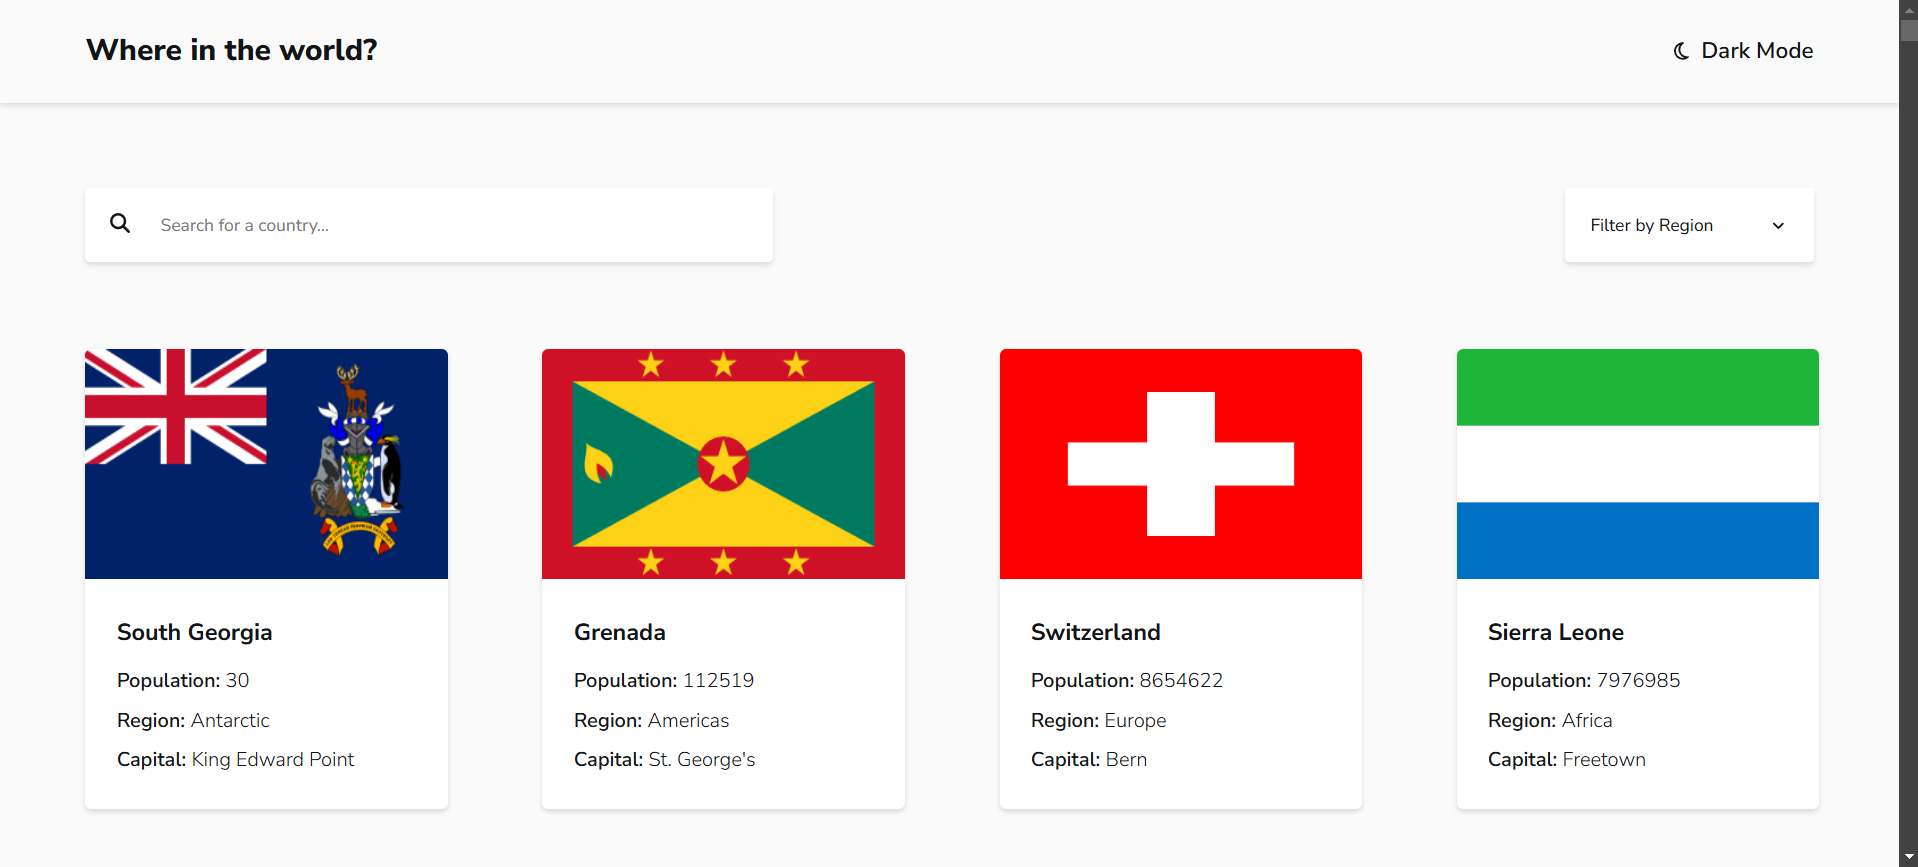 Where in the world?
Dark Mode
Search for a country...
Filter by Region
South Georgia
Population: 30
Region: Antarctic
Capital: King Edward Point
Grenada
Population: 112519
Region: Americas
Capital: St. George's
Switzerland
Population: 8654622
Region: Europe
Capital: Bern
Sierra Leone
Population: 7976985
Region: Africa
Capital: Freetown